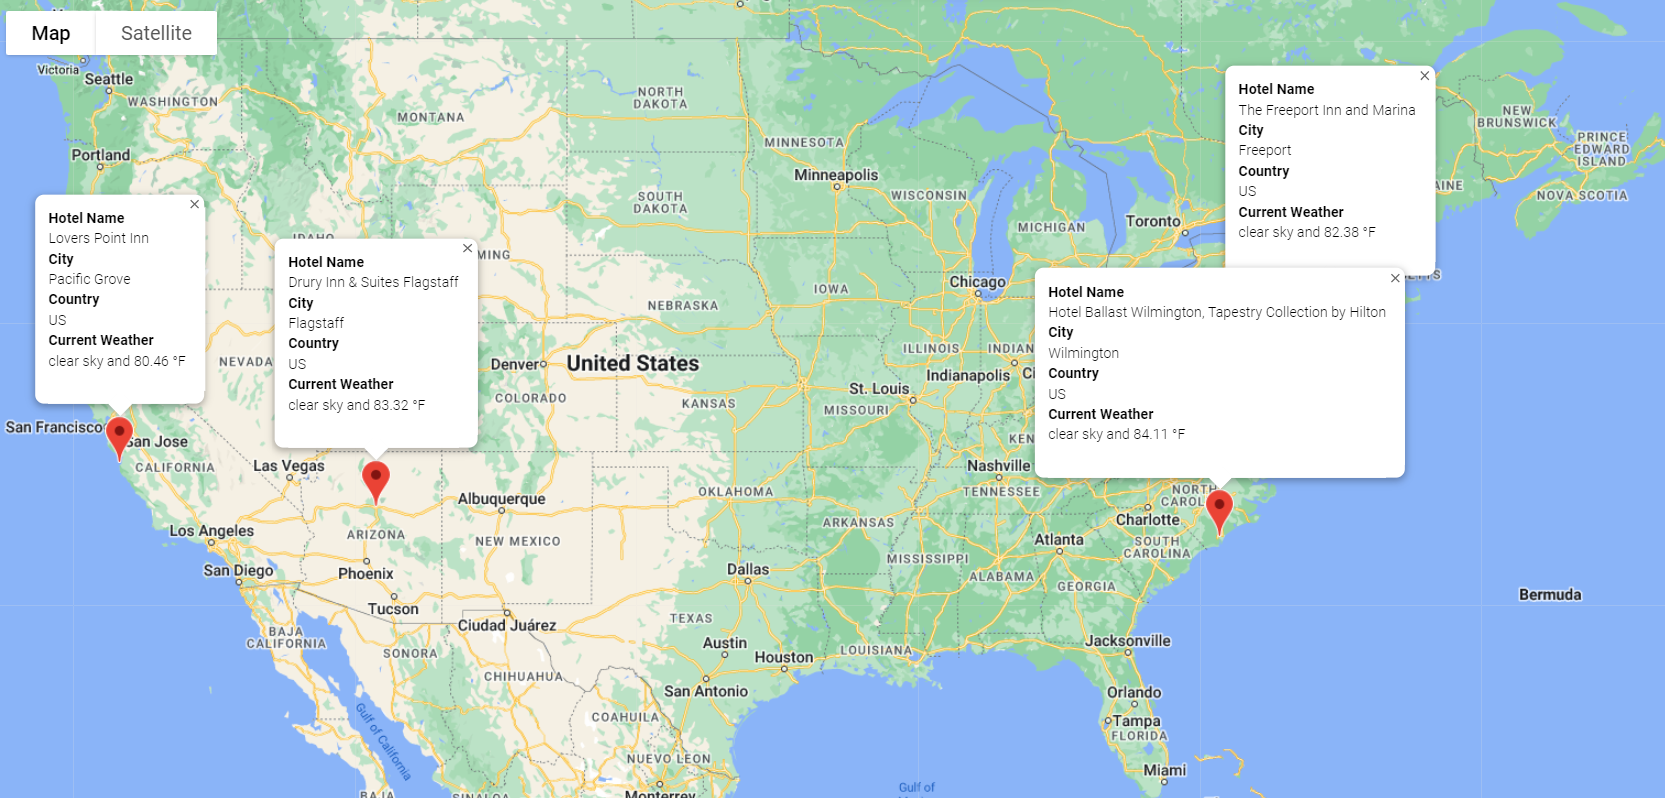 Map
Satellite
Victoria
Seattle
WASHINGTON
Portland
MONTANA
NORTH
DAKOTA
MINNESOTA
Minneapolis
SOUTH
DAKOTA
WISCONSIN
MICHIGAN
Toronto
NEW
BRUNSWICK
PRINCE
EDWARD
ISLAND
NOVA SCOTIA
AINE
Hotel Name
The Freeport Inn and Marina
City
Freeport
Country
US
Current Weather
clear sky and 82.38 °F
Hotel Name
Lovers Point Inn
City
Pacific Grove
Country
US
Current Weather
clear sky and 80.46 °F
IDAHO
MING
Hotel Name
Drury Inn & Suites Flagstaff
City
Flagstaff
Country
US
Current Weather
clear sky and 83.32 °F
Hotel Name
Hotel Ballast Wilmington, Tapestry Collection by Hilton
City
Wilmington
Country
US
Current Weather
clear sky and 84.11 °F
NEBRASKA
IOWA
Chicago
ILLINOIS
INDIAN
Indianapolis
Ci
NEVADA
Denver
United States
COLORADO
KANSAS
St. Louis
MISSOURI
KEN
San Francisco
San Jose
CALIFORNIA
Las Vegas
Albuquerque
OKLAHOMA
Nashville
TENNESSEE
NORTH
CAROL
Charlotte
Los Angeles
ARIZONA
NEW MEXICO
ARKANSAS
Atlanta
SOUTH
CAROLINA
San Diego
Phoenix
Dallas
MISSISSIPPI
ALABAMA
GEORGIA
Bermuda
Tucson
Ciudad Juárez
TEXAS
BAJA
CALIFORNIA
SONORA
Austin
Houston
LOUISIANA
Jacksonville
CHIHUAHUA
San Antonio
Orlando
Gulf of California
COAHUILA
Tampa
FLORIDA
NUEVO LEON
Miami
Gulf of
BAJA
SINALOA
Monterrey